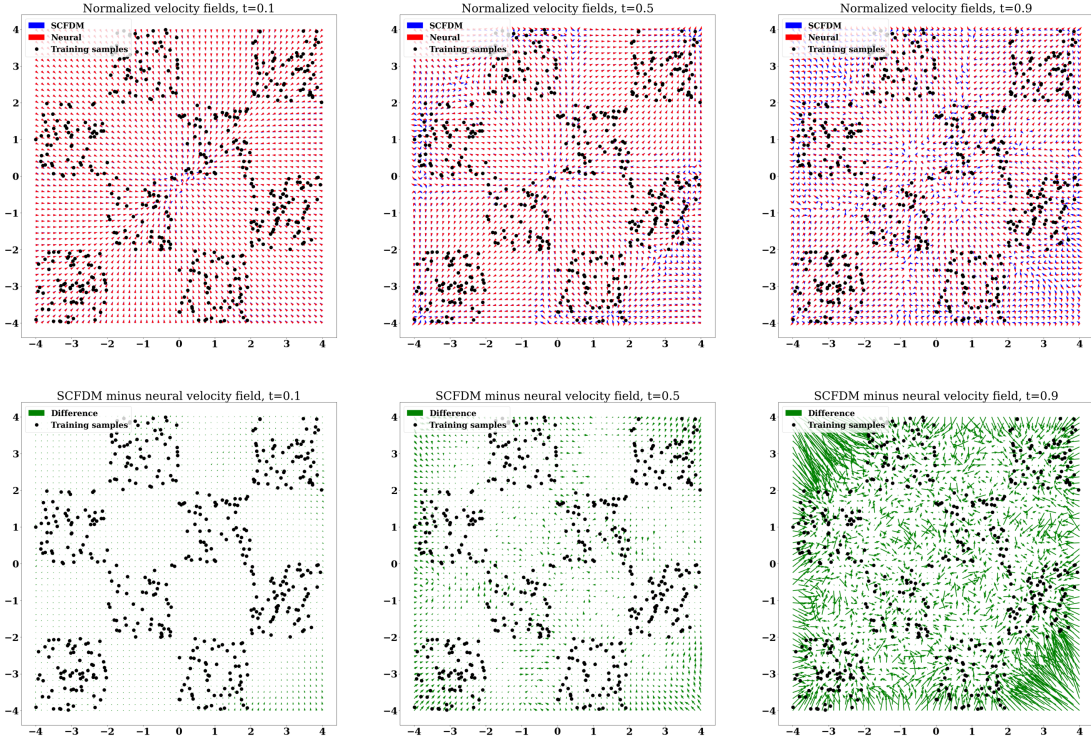 Normalized velocity fields, t=0.1
SCFDM
Neural
Training samples
4
3
2
1
0
−1
−2
−3
−4
−4 −3 −2 −1 0 1 2 3 4
Normalized velocity fields, t=0.5
SCFDM
Neural
Training samples
4
3
2
1
0
−1
−2
−3
−4
−4 −3 −2 −1 0 1 2 3 4
Normalized velocity fields, t=0.9
SCFDM
Neural
Training samples
4
3
2
1
0
−1
−2
−3
−4
−4 −3 −2 −1 0 1 2 3 4
SCFDM minus neural velocity field, t=0.1
Difference
Training samples
4
3
2
1
0
−1
−2
−3
−4
−4 −3 −2 −1 0 1 2 3 4
SCFDM minus neural velocity field, t=0.5
Difference
Training samples
4
3
2
1
0
−1
−2
−3
−4
−4 −3 −2 −1 0 1 2 3 4
SCFDM minus neural velocity field, t=0.9
Difference
Training samples
4
3
2
1
0
−1
−2
−3
−4
−4 −3 −2 −1 0 1 2 3 4